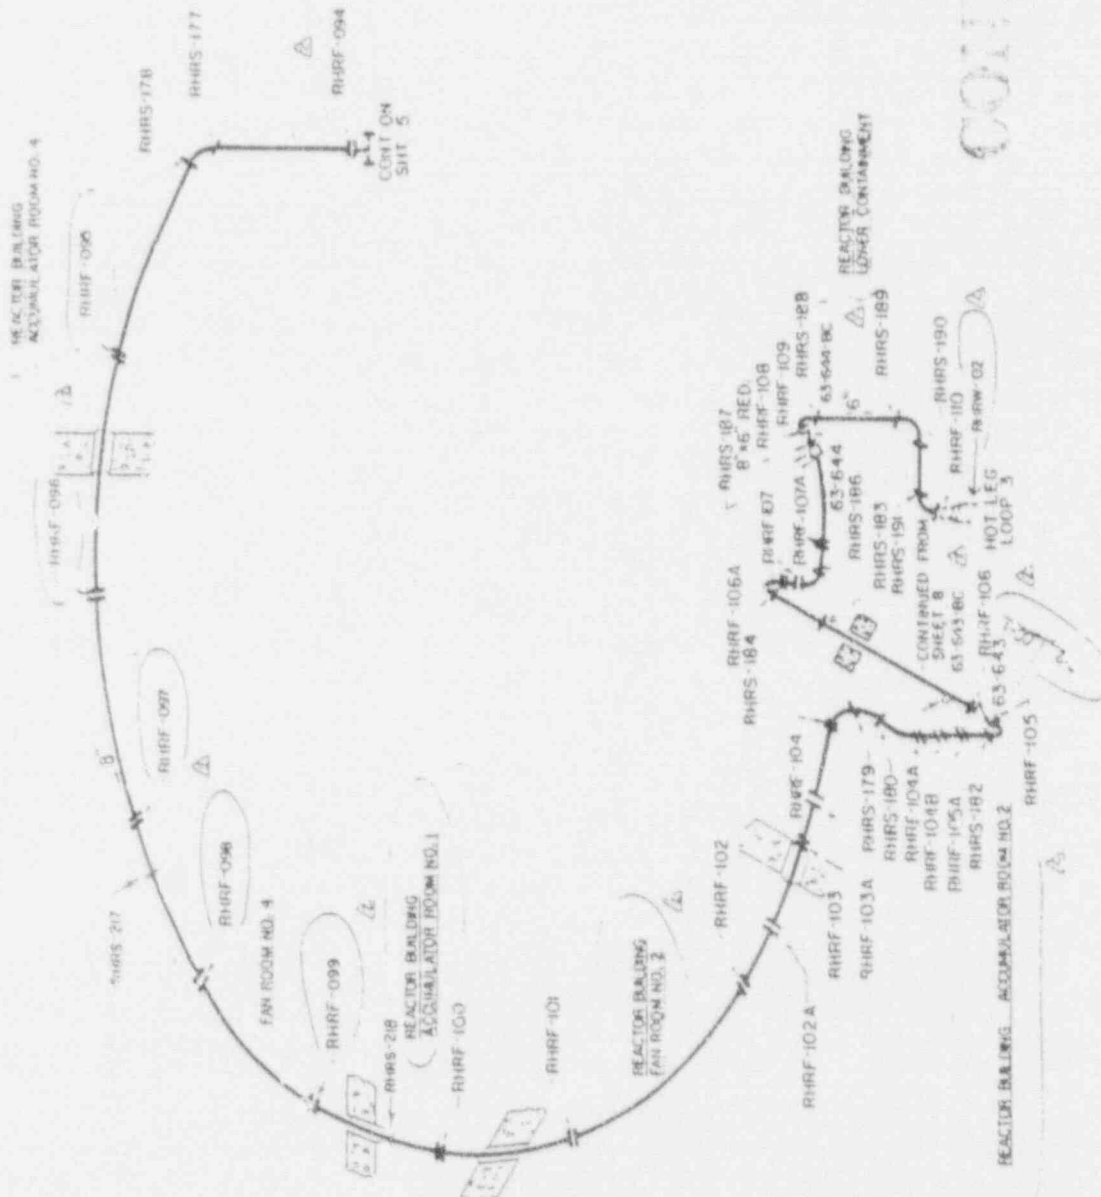 REACTOR BUILDING
ACCUMULATOR ROOM NO. 4
RHRS-178
RHRS-177
RHRF-094
CONT ON
SHT 5
RHRF-095
RHRF-096
RHRF-097
8"
RHRS-217
RHRF-098
FAN ROOM NO. 4
RHRF-099
RHRS-218
REACTOR BUILDING
ACCUMULATOR ROOM NO.1
RHRF-100
RHRF-101
REACTOR BUILDING
FAN ROOM NO. 2
RHRF-102
RHRF-102A
RHRF-103
RHRF-103A
RHRF-104
RHRS-179
RHRS-180
RHRF-104A
RHRF-104B
RHRF-105A
RHRS-182
RHRF-105
REACTOR BUILDING ACCUMULATOR ROOM NO.2
63-643
RHRF-106
63-643-BC
CONTINUED FROM
SHEET 8
RHRS-184
RHRF-106A
RHRS-183
RHRS-191
RHRF-107
RHRF-107A
RHRS-186
63-644
RHRS-187
8"x6" RED.
RHRF-108
RHRF-109
RHRS-188
63-644-BC
6"
RHRS-189
REACTOR BUILDING
LOWER CONTAINMENT
RHRS-190
RHRF-110
RHRW-02
HOT LEG
LOOP 3